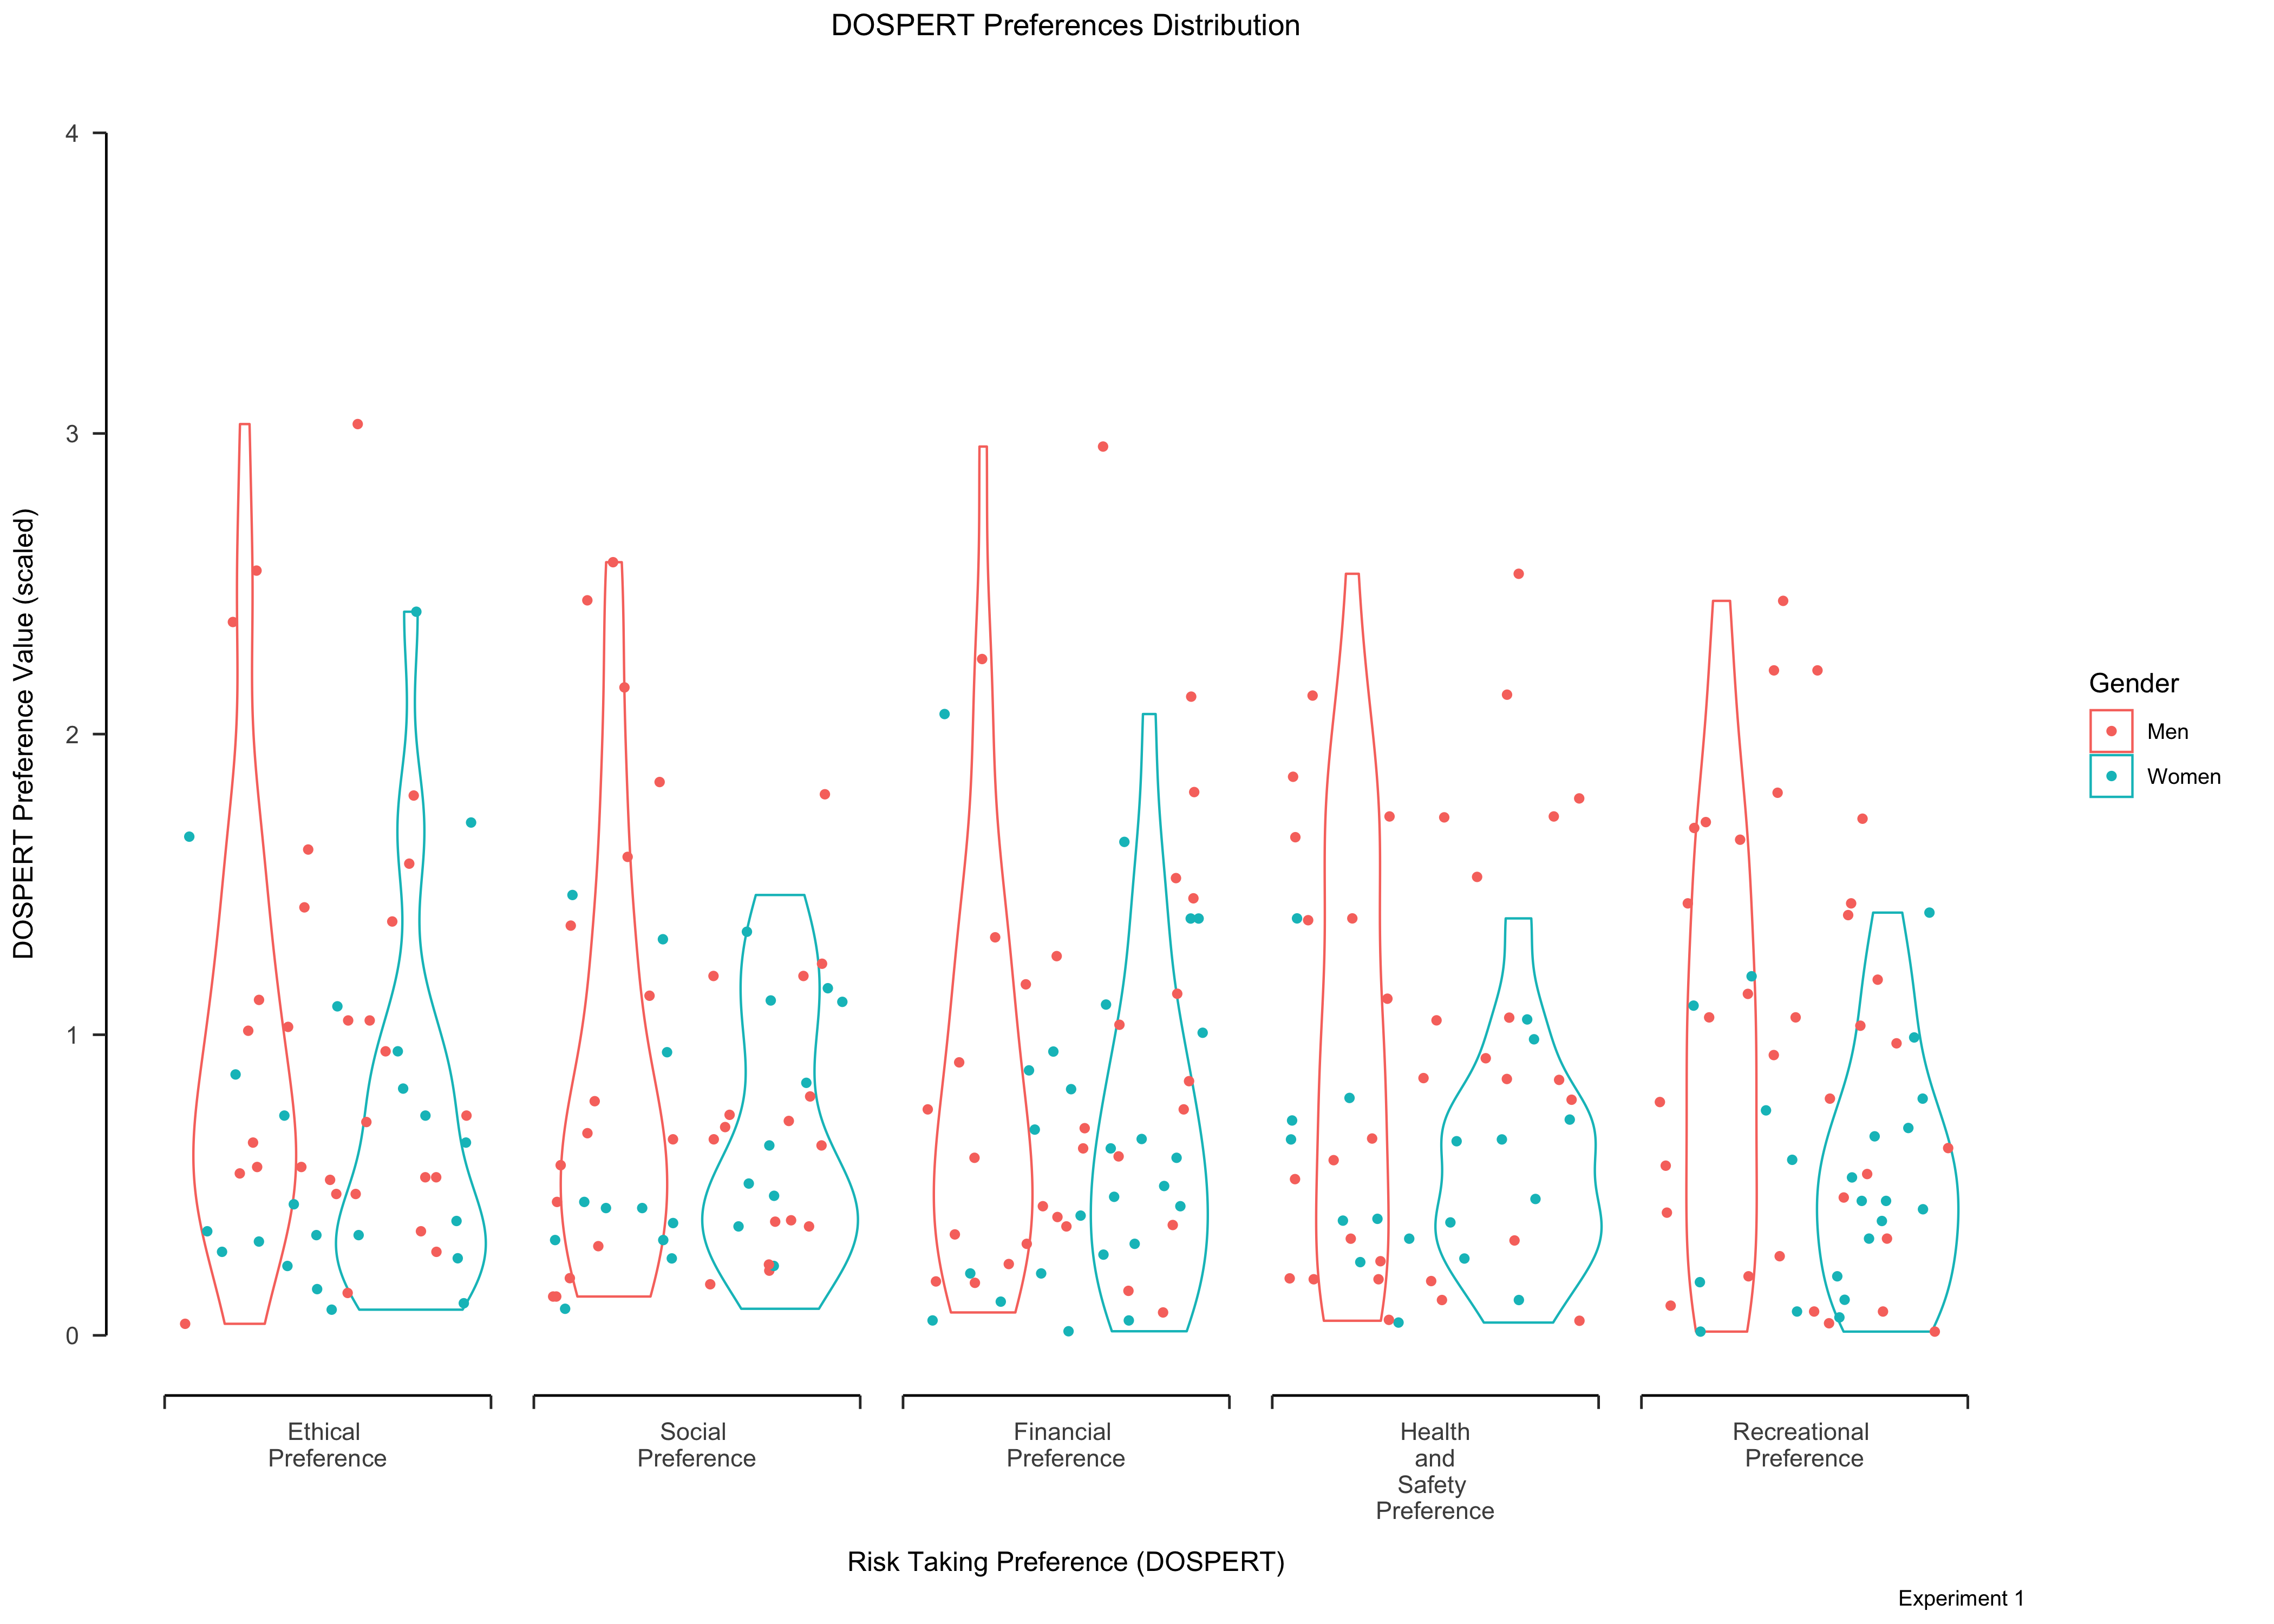 DOSPERT Preferences Distribution
DOSPERT Preference Value (scaled)
4
3
2
1
0
Gender
Men
Women
Ethical
Preference
Social
Preference
Financial
Preference
Health
and
Safety
Preference
Recreational
Preference
Risk Taking Preference (DOSPERT)
Experiment 1